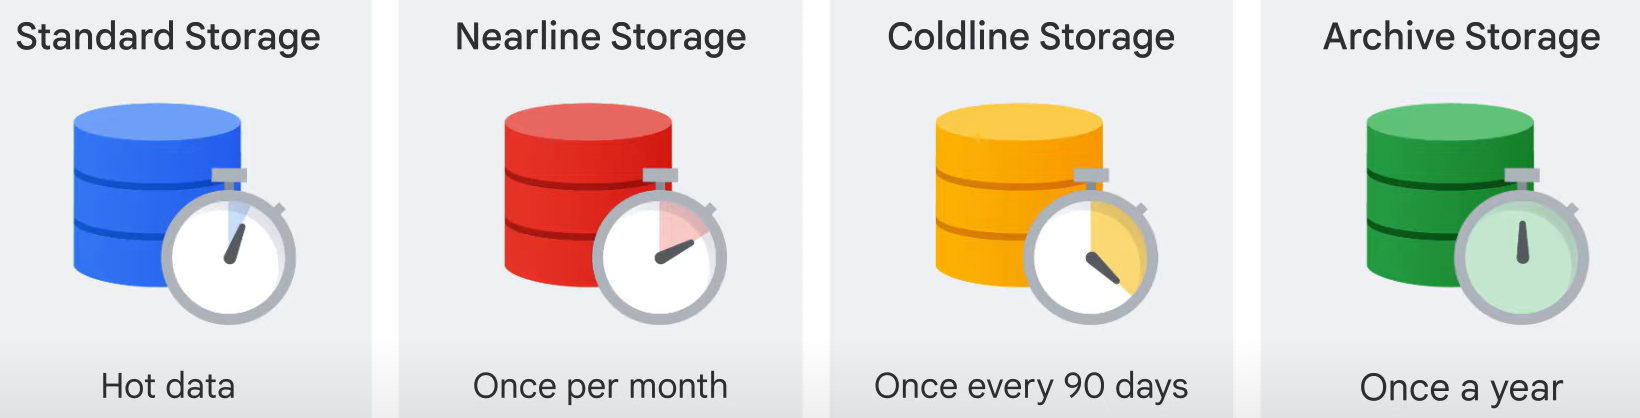 Standard Storage
Nearline Storage
Coldline Storage
Archive Storage
Hot data
Once per month
Once every 90 days
Once a year